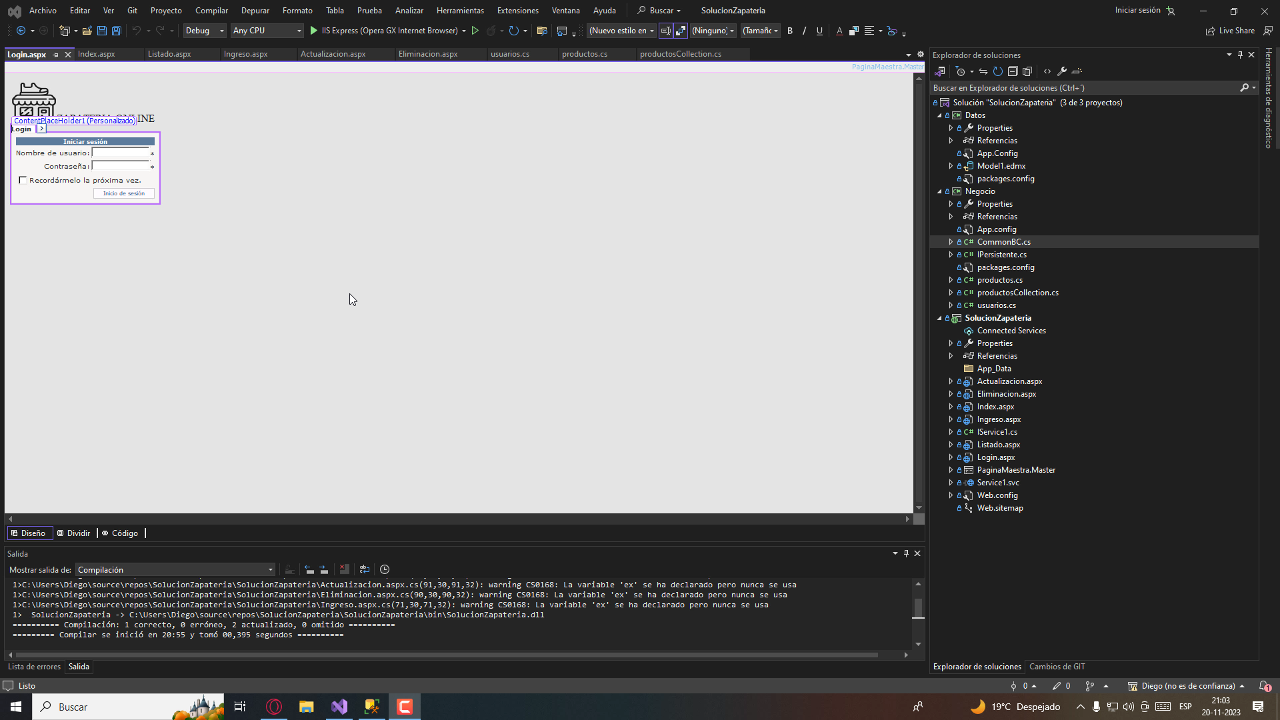 Archivo Editar Ver Git Proyecto Compilar Depurar Formato Tabla Prueba Analizar Herramientas Extensiones Ventana Ayuda Buscar SolucionZapateria Iniciar sesión
Debug Any CPU IIS Express (Opera GX Internet Browser) (Nuevo estilo en (Ninguno) (Tamañc B I Live Share
Login.aspx Index.aspx Listado.aspx Ingreso.aspx Actualizacion.aspx Eliminacion.aspx usuarios.cs productos.cs productosCollection.cs
PaginaMaestra.Master
ContentPlaceHolder1 (Personalizado)
Login
Iniciar sesión
Nombre de usuario: *
Contraseña: *
Recordármelo la próxima vez.
Inicio de sesión
Diseño Dividir Código
Salida
Mostrar salida de: Compilación
1>C:\Users\Diego\source\repos\SolucionZapateria\SolucionZapateria\Actualizacion.aspx.cs(91,30,91,32): warning CS0168: La variable 'ex' se ha declarado pero nunca se usa
1>C:\Users\Diego\source\repos\SolucionZapateria\SolucionZapateria\Eliminacion.aspx.cs(90,30,90,32): warning CS0168: La variable 'ex' se ha declarado pero nunca se usa
1>C:\Users\Diego\source\repos\SolucionZapateria\SolucionZapateria\Ingreso.aspx.cs(71,30,71,32): warning CS0168: La variable 'ex' se ha declarado pero nunca se usa
1> SolucionZapateria -> C:\Users\Diego\source\repos\SolucionZapateria\SolucionZapateria\bin\SolucionZapateria.dll
========== Compilación: 1 correcto, 0 erróneo, 2 actualizado, 0 omitido ==========
========== Compilar se inició en 20:55 y tomó 00,395 segundos ==========
Lista de errores Salida
Explorador de soluciones
Buscar en Explorador de soluciones (Ctrl+¨)
Solución "SolucionZapateria" (3 de 3 proyectos)
Datos
Properties
Referencias
App.Config
Model1.edmx
packages.config
Negocio
Properties
Referencias
App.config
CommonBC.cs
IPersistente.cs
packages.config
productos.cs
productosCollection.cs
usuarios.cs
SolucionZapateria
Connected Services
Properties
Referencias
App_Data
Actualizacion.aspx
Eliminacion.aspx
Index.aspx
Ingreso.aspx
IService1.cs
Listado.aspx
Login.aspx
PaginaMaestra.Master
Service1.svc
Web.config
Web.sitemap
Explorador de soluciones Cambios de GIT
Herramientas de diagnóstico
Listo 0 0 Diego (no es de confianza) 1
Buscar 19°C Despejado ESP 21:03
20-11-2023